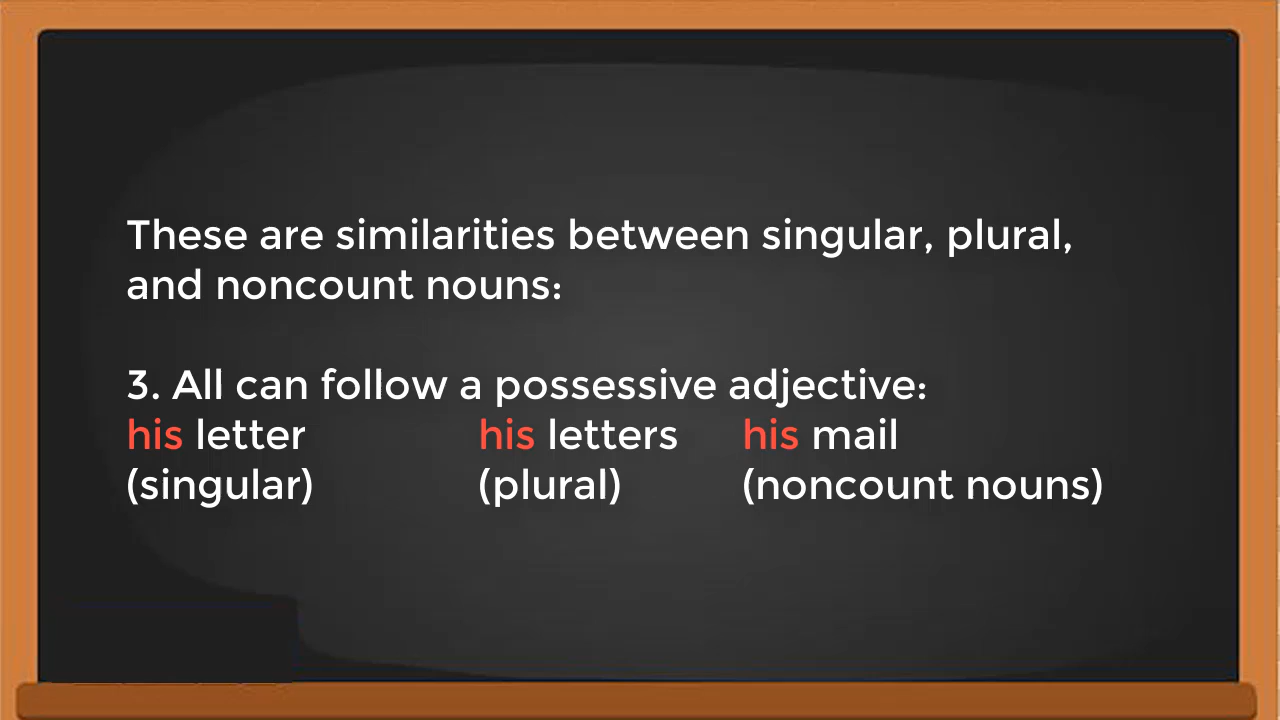 These are similarities between singular, plural,
and noncount nouns:
3. All can follow a possessive adjective:
his letter his letters his mail
(singular) (plural) (noncount nouns)